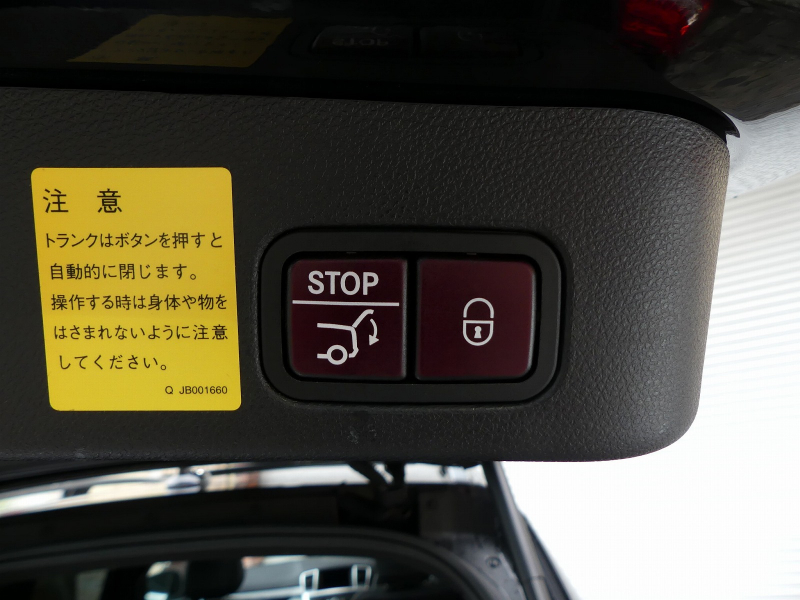 注 意
トランクはボタンを押すと
自動的に閉じます。
操作する時は身体や物を
はさまれないように注意
してください。
Q JB001660
STOP